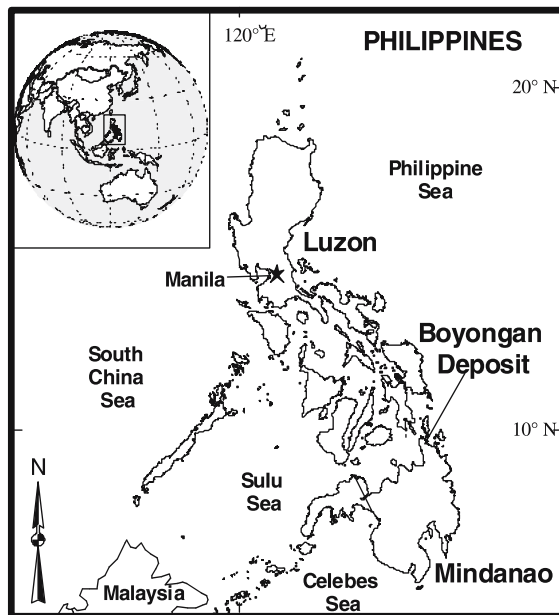 120° E
PHILIPPINES
20° N
Philippine
Sea
Luzon
Manila
Boyongan
Deposit
South
China
Sea
10° N
N
Sulu
Sea
Mindanao
Malaysia
Celebes
Sea